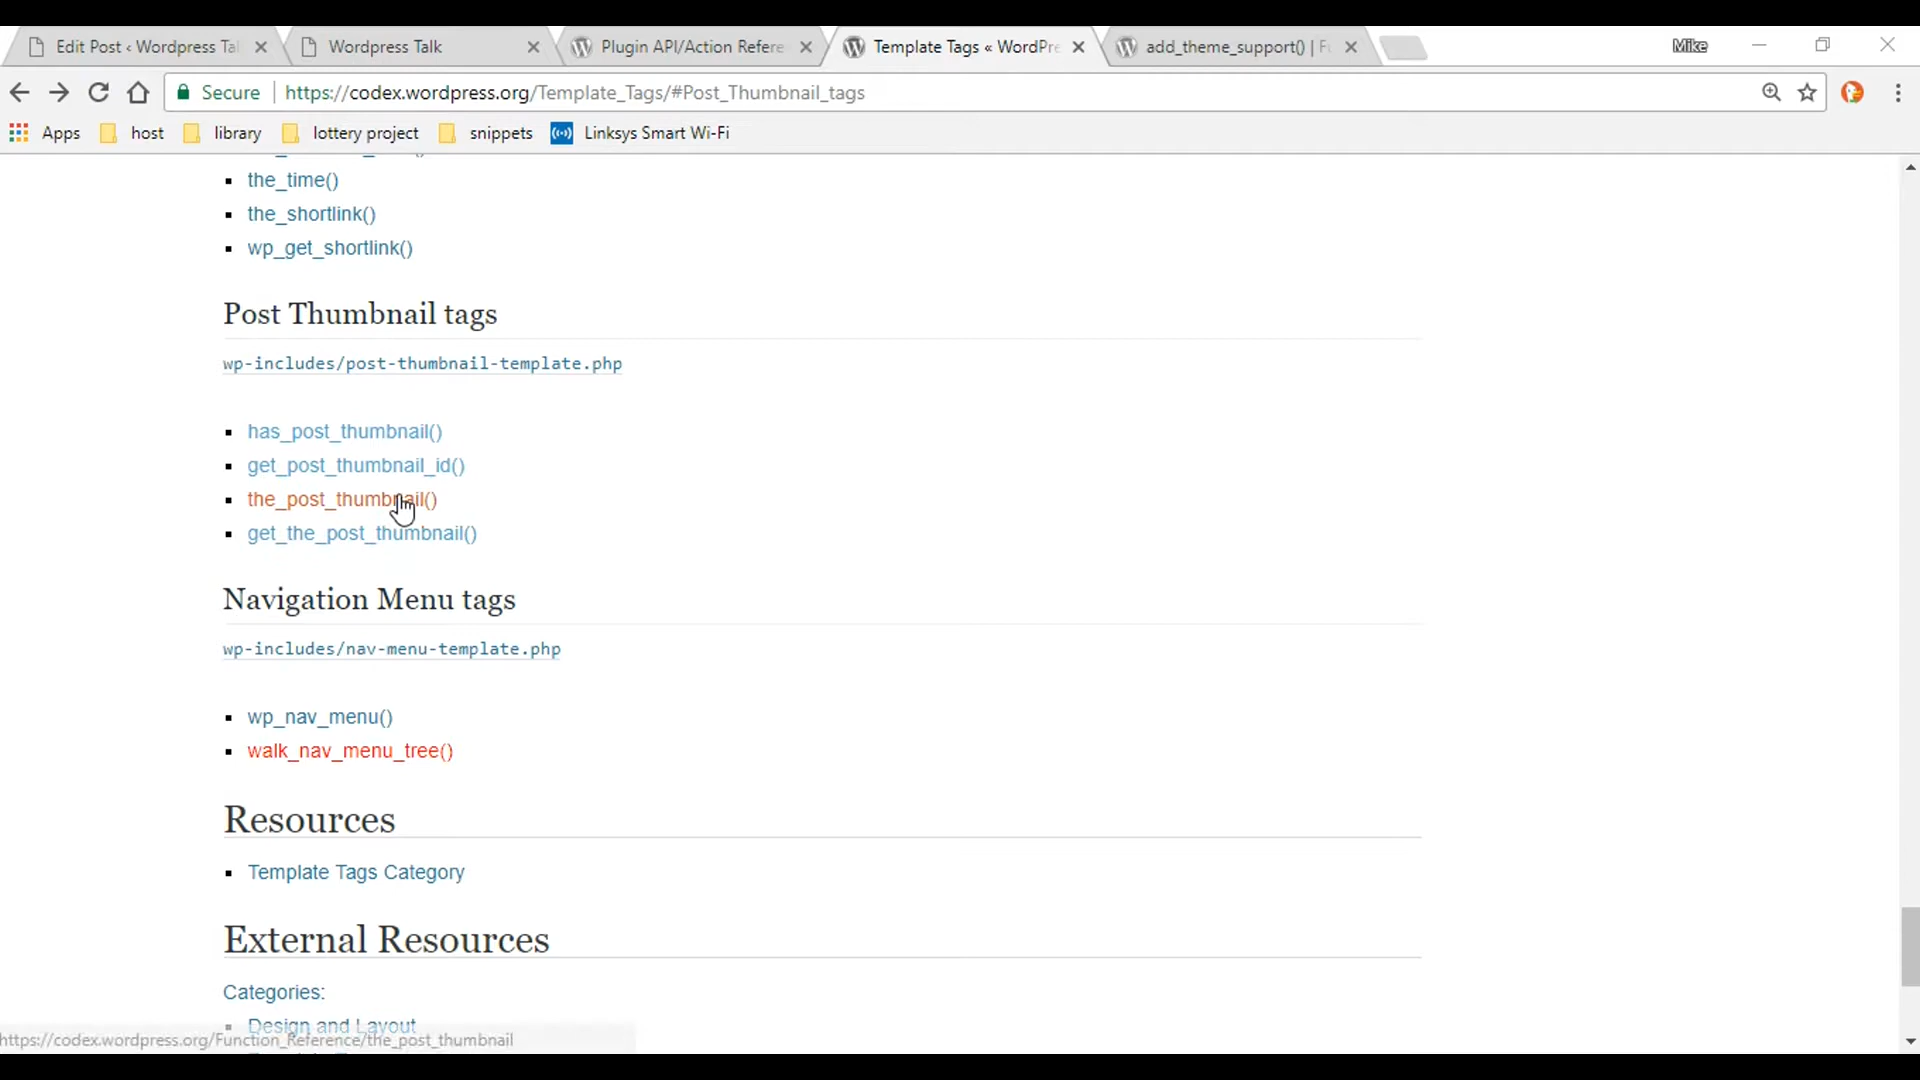 Edit Post ‹ Wordpress Ta
Wordpress Talk
Plugin API/Action Refere
Template Tags « WordPre
add_theme_support() | F
Mike
Secure
https://codex.wordpress.org/Template_Tags/#Post_Thumbnail_tags
Apps
host
library
lottery project
snippets
Linksys Smart Wi-Fi
the_time()
the_shortlink()
wp_get_shortlink()
Post Thumbnail tags
wp-includes/post-thumbnail-template.php
has_post_thumbnail()
get_post_thumbnail_id()
the_post_thumbnail()
get_the_post_thumbnail()
Navigation Menu tags
wp-includes/nav-menu-template.php
wp_nav_menu()
walk_nav_menu_tree()
Resources
Template Tags Category
External Resources
Categories:
Design and Layout
https://codex.wordpress.org/Function_Reference/the_post_thumbnail